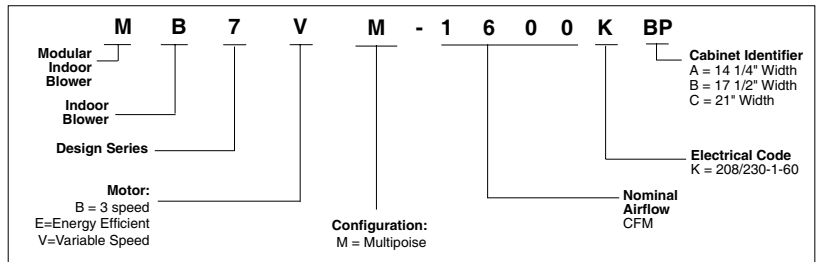 M B 7 V M - 1 6 0 0 K BP
Modular
Indoor
Blower
Indoor
Blower
Design Series
Motor:
B = 3 speed
E=Energy Efficient
V=Variable Speed
Configuration:
M = Multipoise
Nominal
Airflow
CFM
Electrical Code
K = 208/230-1-60
Cabinet Identifier
A = 14 1/4" Width
B = 17 1/2" Width
C = 21" Width